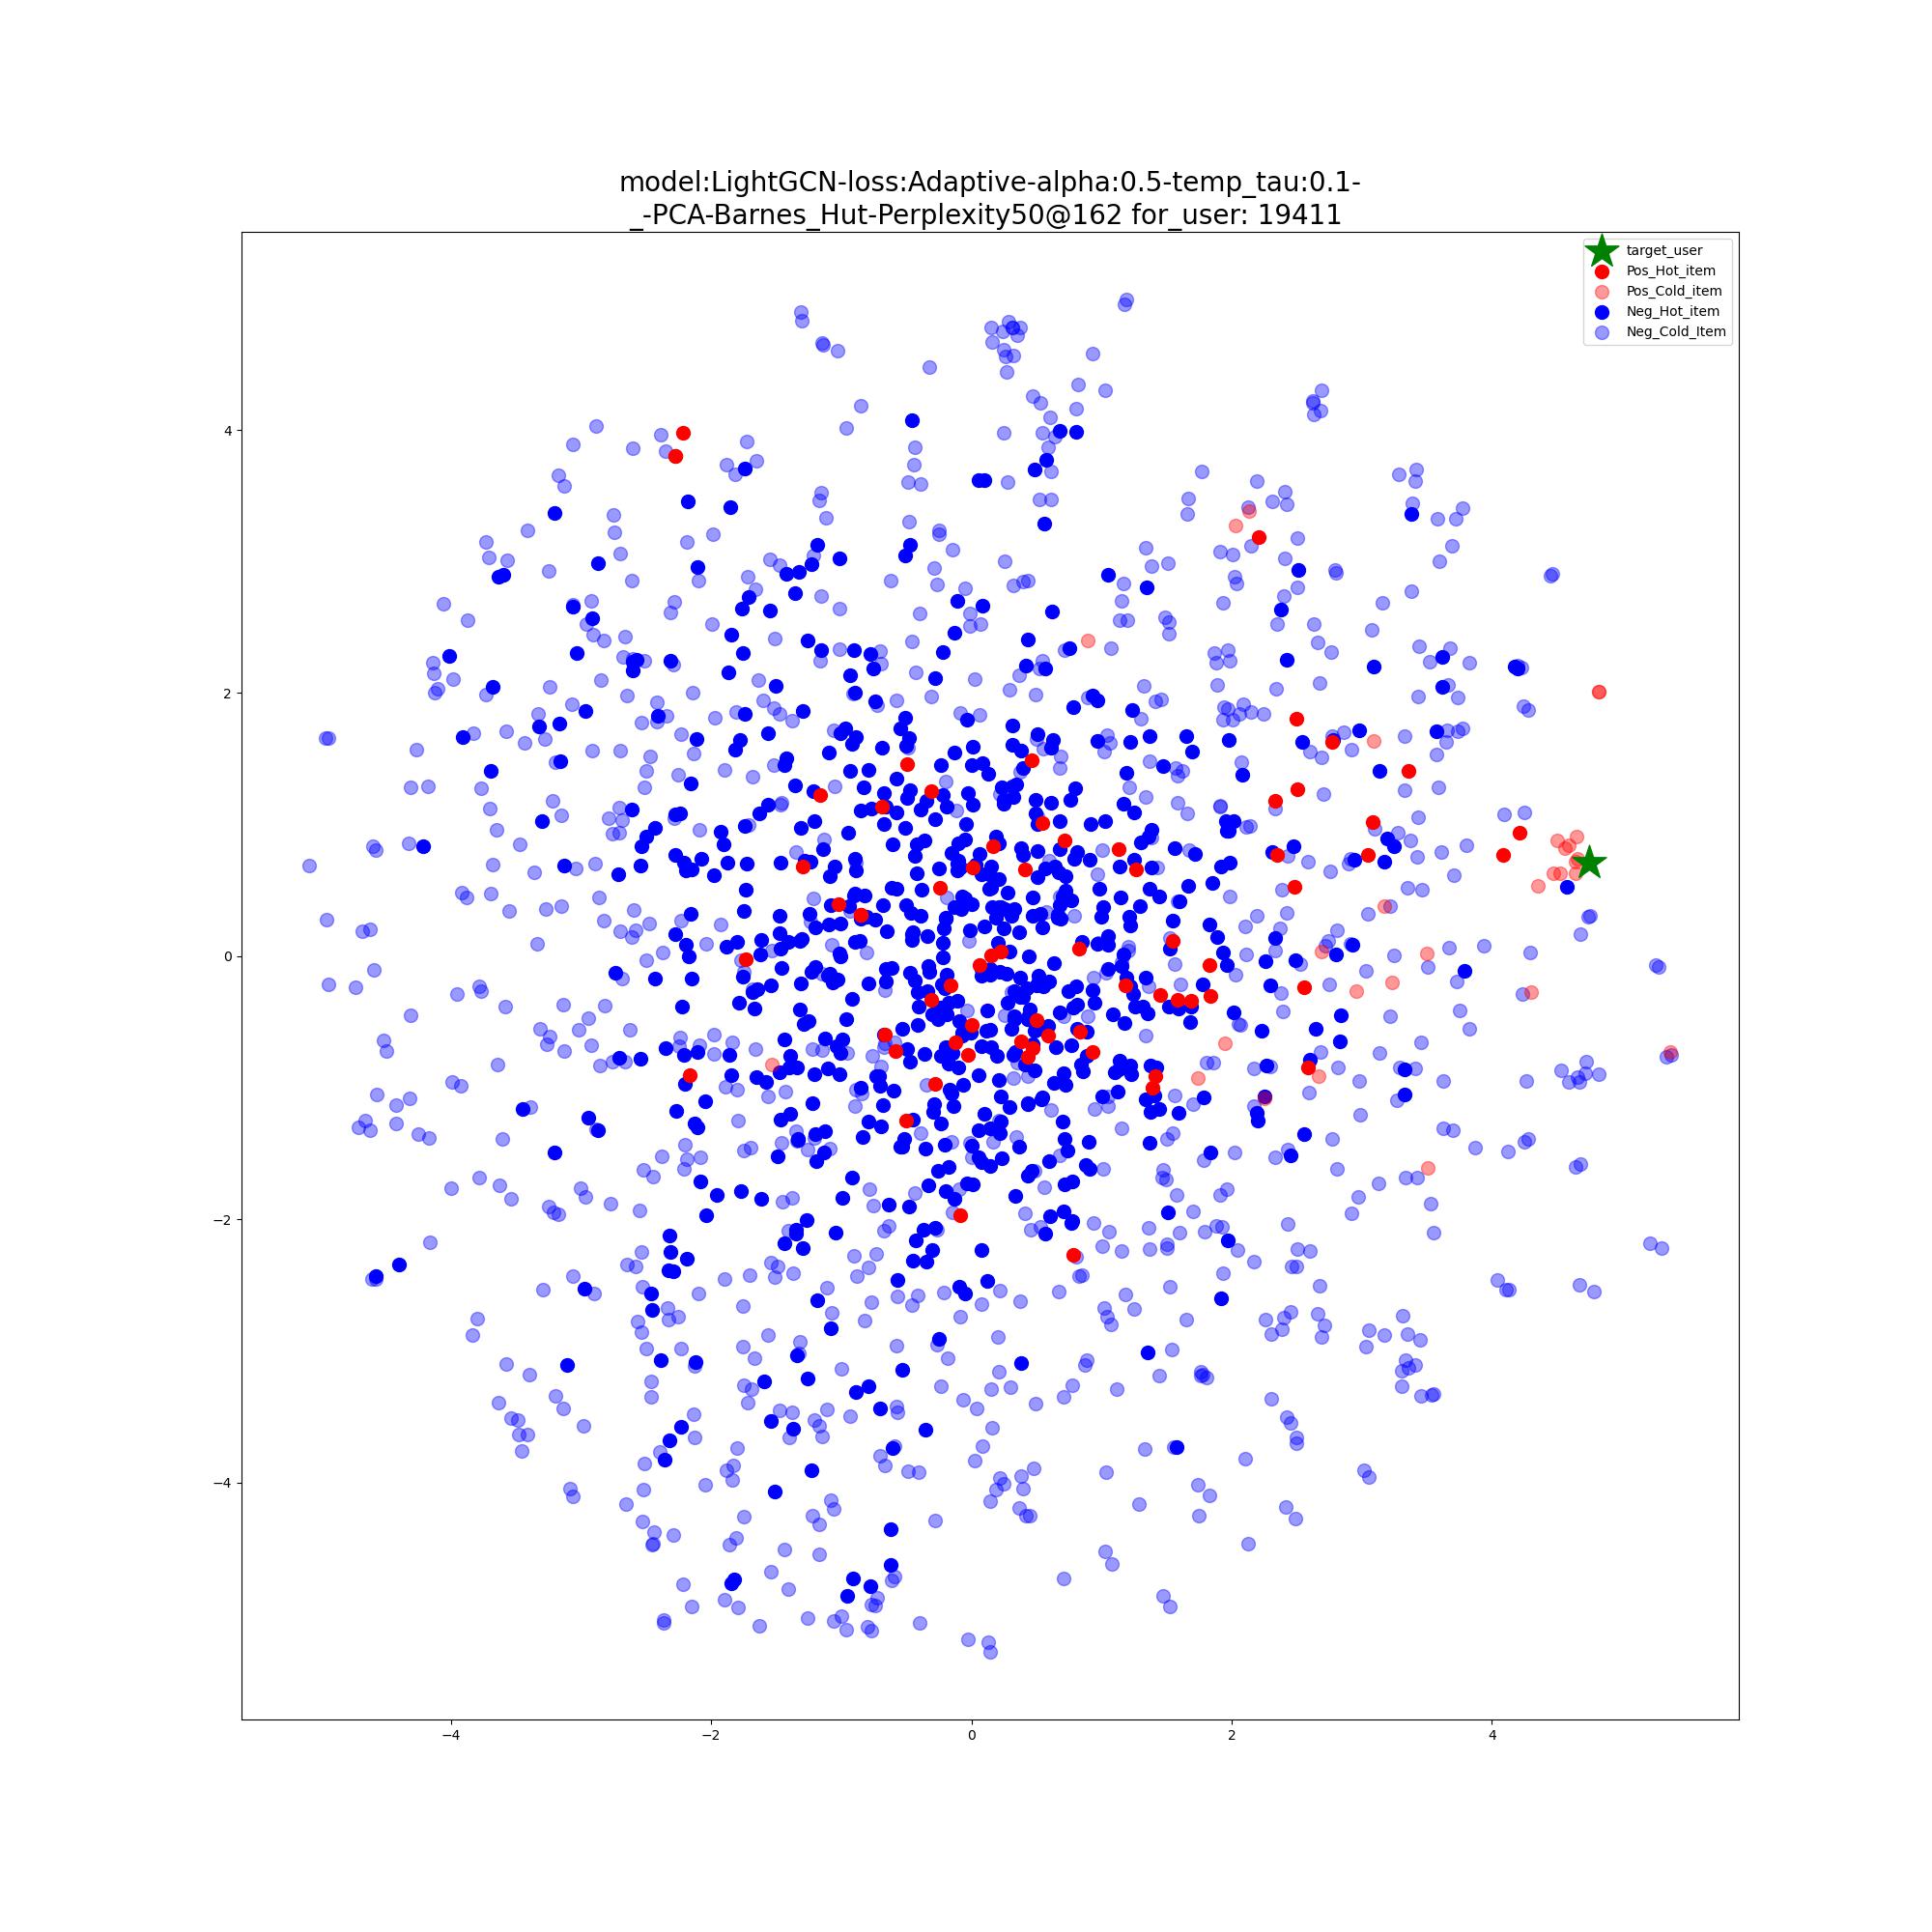 model:LightGCN-loss:Adaptive-alpha:0.5-temp_tau:0.1-
_-PCA-Barnes_Hut-Perplexity50@162 for_user: 19411
target_user
Pos_Hot_item
Pos_Cold_item
Neg_Hot_item
Neg_Cold_Item
4
2
0
−2
−4
−4 −2 0 2 4